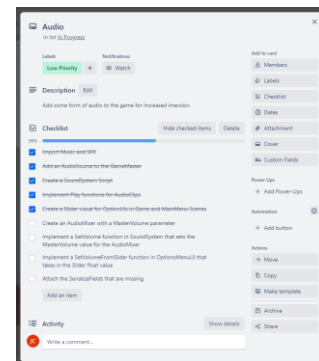 Audio
in list In Progress
Labels
Notifications
Low Priority
+
Watch
Description
Edit
Add some form of audio to the game for increased imersion.
Checklist
Hide checked items
Delete
Import Music and SFX
Add an AudioSource to the GameMaster
Create a SoundSystem Script
Implement Play functions for AudioClips
Create a Slider value for OptionUIs in Game and MainMenu Scenes
Create an AudioMixer with a MasterVolume parameter
Implement a SetVolume function in SoundSystem that sets the
MasterVolume value for the AudioMixer
Implement a SetVolumeFromSlider function in OptionsMenuUI that
takes in the Slider float value
Attach the SerializeFields that are missing
Add an item
Activity
Show details
Write a comment...
Add to card
Members
Labels
Checklist
Dates
Attachment
Cover
Custom Fields
Power-Ups
+ Add Power-Ups
Automation
+ Add button
Actions
Move
Copy
Make template
Archive
Share